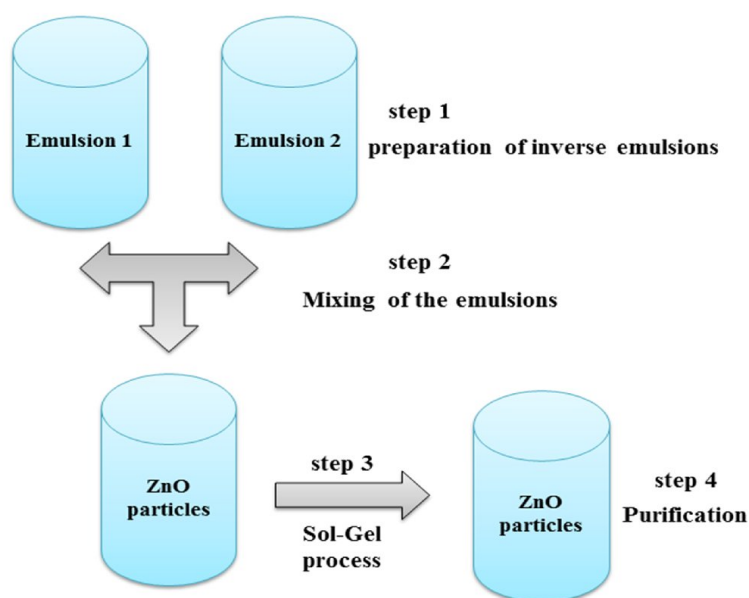 Emulsion 1
Emulsion 2
step 1
preparation of inverse emulsions
step 2
Mixing of the emulsions
ZnO
particles
step 3
Sol-Gel
process
ZnO
particles
step 4
Purification